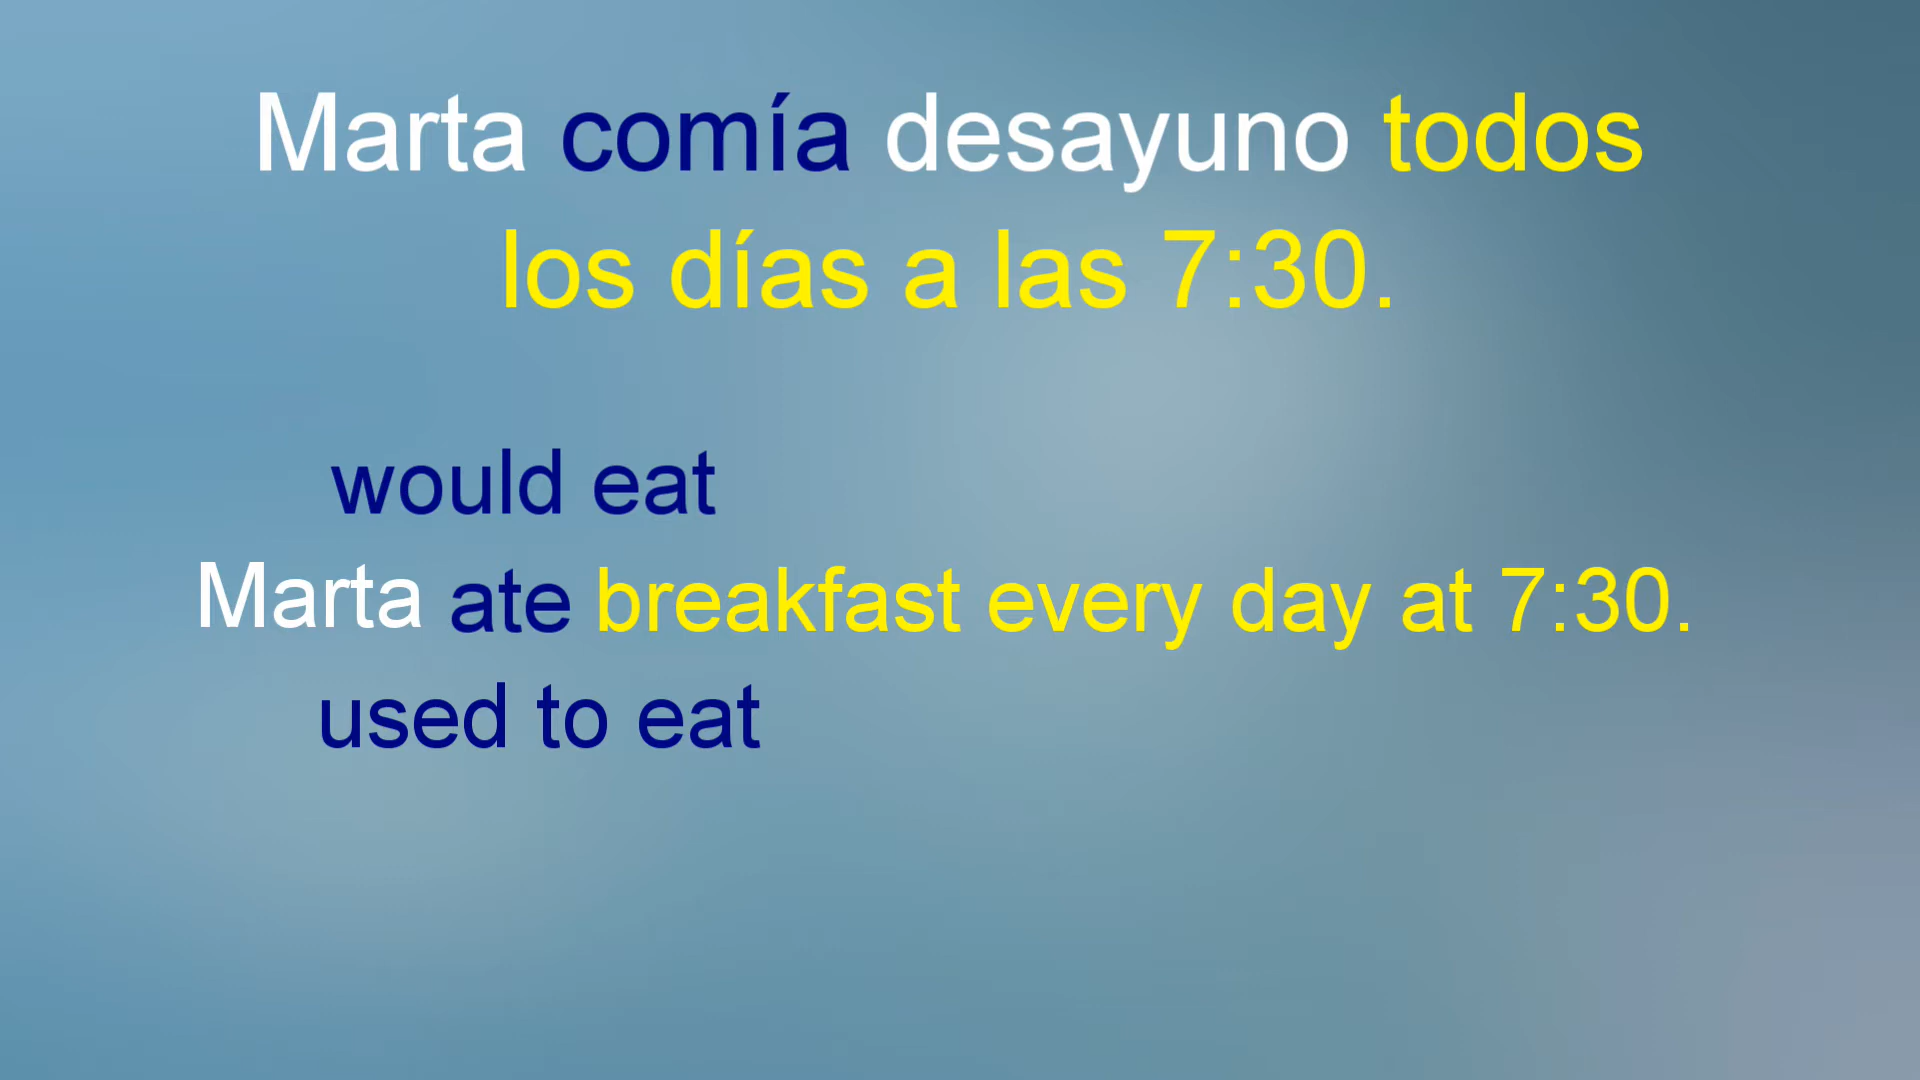 Marta comía desayuno todos
los días a las 7:30.
would eat
Marta ate breakfast every day at 7:30.
used to eat